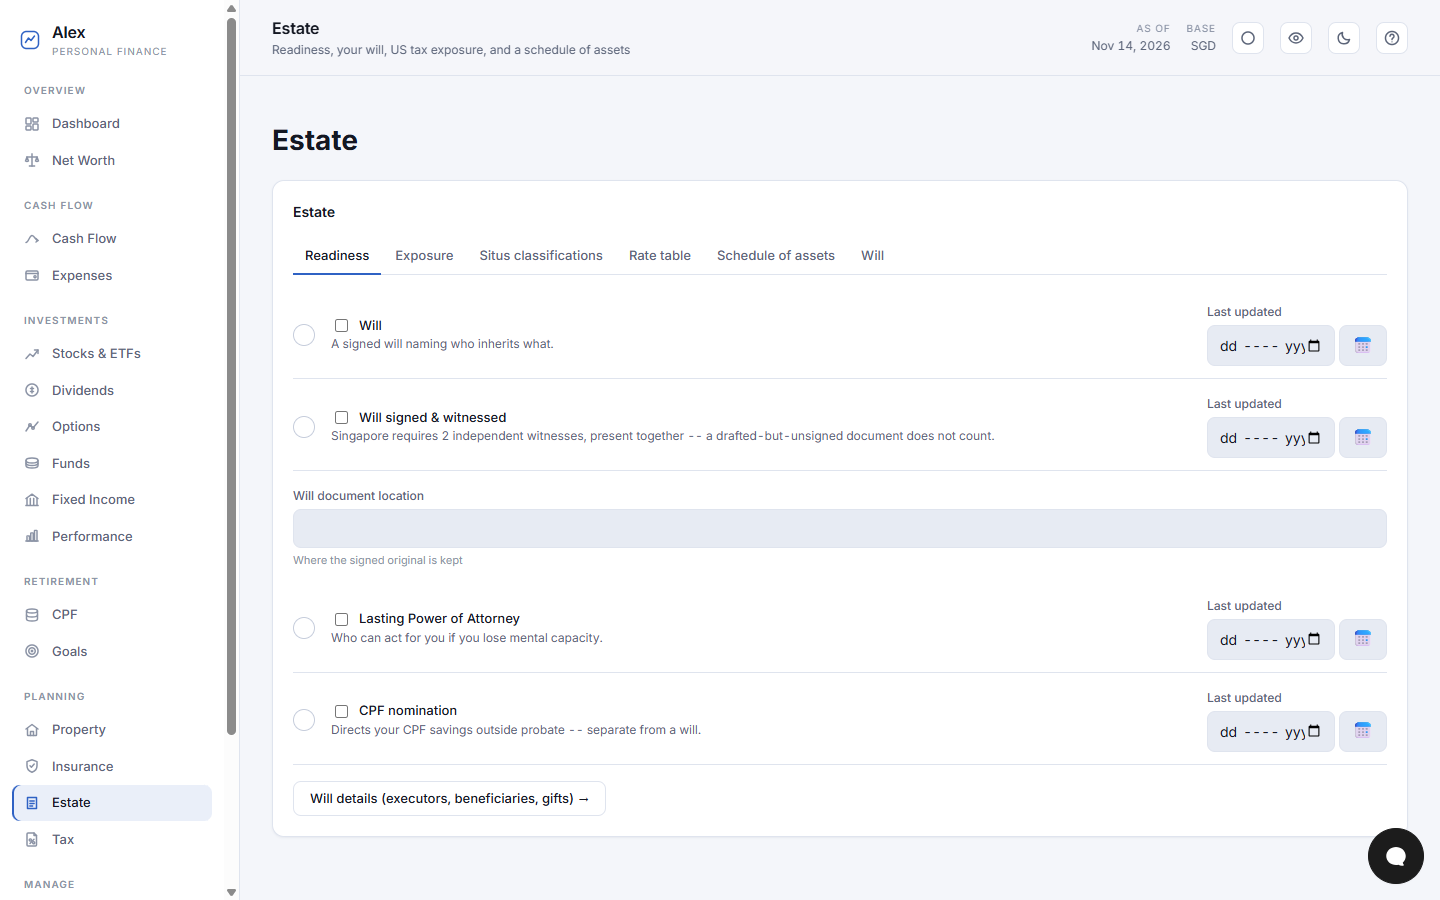 Alex
PERSONAL FINANCE
OVERVIEW
Dashboard
Net Worth
CASH FLOW
Cash Flow
Expenses
INVESTMENTS
Stocks & ETFs
Dividends
Options
Funds
Fixed Income
Performance
RETIREMENT
CPF
Goals
PLANNING
Property
Insurance
Estate
Tax
MANAGE
Estate
Readiness, your will, US tax exposure, and a schedule of assets
AS OF
Nov 14, 2026
BASE
SGD
Estate
Estate
Readiness
Exposure
Situs classifications
Rate table
Schedule of assets
Will
Will
A signed will naming who inherits what.
Last updated
dd ---- yyy
Will signed & witnessed
Singapore requires 2 independent witnesses, present together -- a drafted-but-unsigned document does not count.
Last updated
dd ---- yyy
Will document location
Where the signed original is kept
Lasting Power of Attorney
Who can act for you if you lose mental capacity.
Last updated
dd ---- yyy
CPF nomination
Directs your CPF savings outside probate -- separate from a will.
Last updated
dd ---- yyy
Will details (executors, beneficiaries, gifts) →